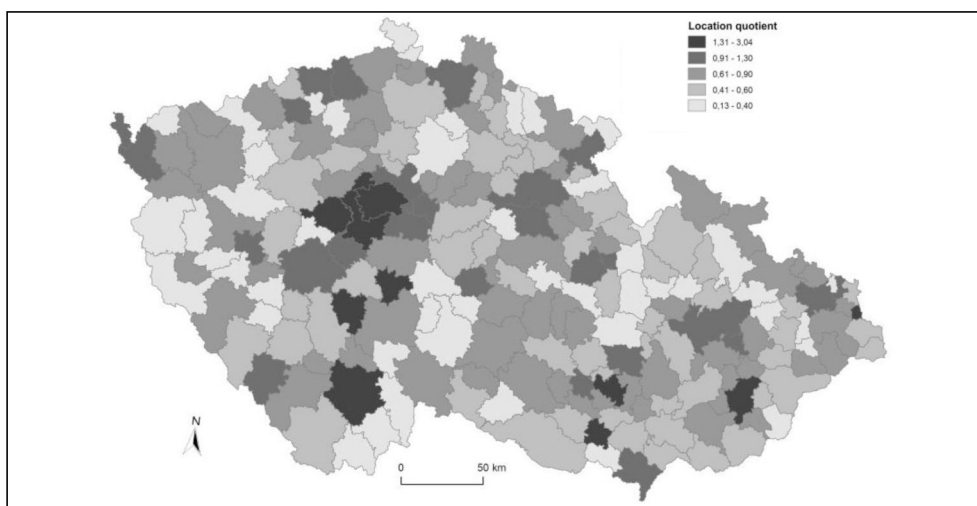 Location quotient
1,31 - 3,04
0,91 - 1,30
0,61 - 0,90
0,41 - 0,60
0,13 - 0,40
N
0 50 km